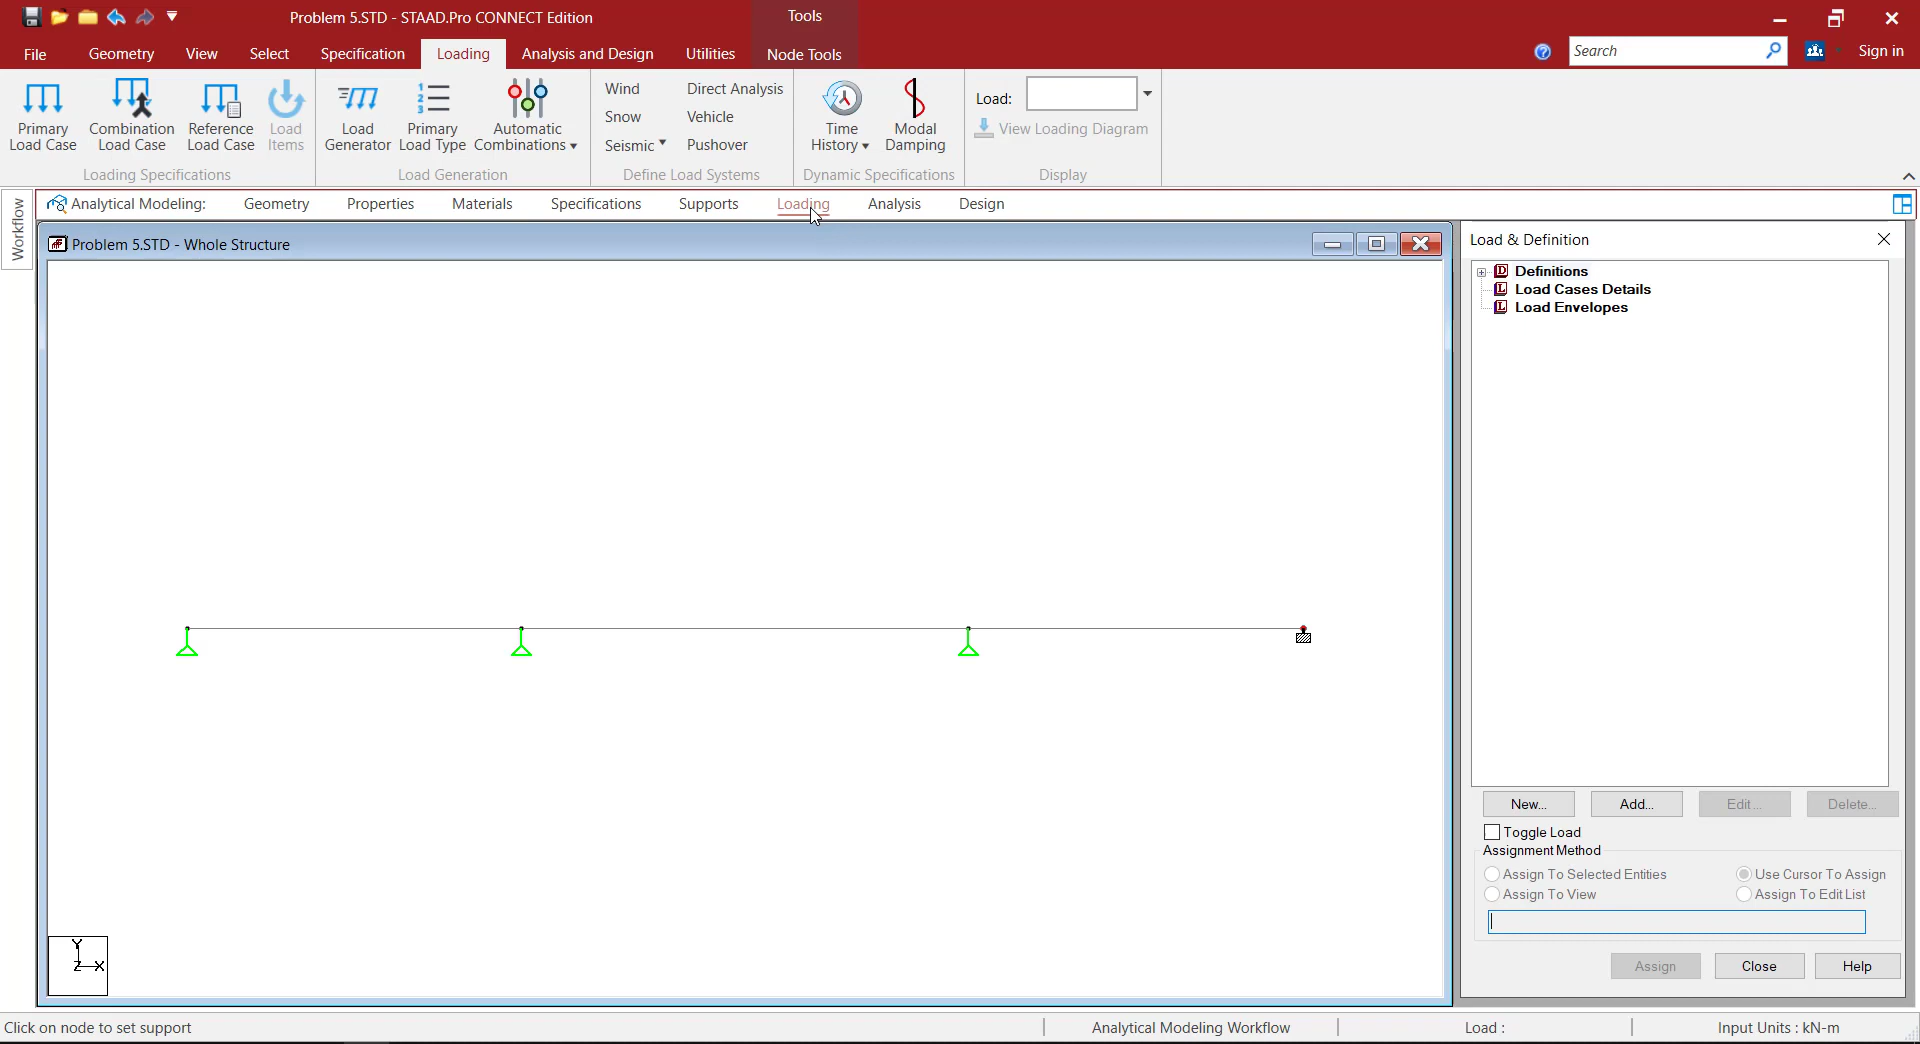 Problem 5.STD - STAAD.Pro CONNECT Edition
Tools
File
Geometry
View
Select
Specification
Loading
Analysis and Design
Utilities
Node Tools
Search
Sign in
Primary
Load Case
Combination
Load Case
Reference
Load Case
Load
Items
Loading Specifications
Load
Generator
Primary
Load Type
Automatic
Combinations
Load Generation
Wind
Snow
Seismic
Direct Analysis
Vehicle
Pushover
Define Load Systems
Time
History
Modal
Damping
Dynamic Specifications
Load:
View Loading Diagram
Display
Workflow
Analytical Modeling:
Geometry
Properties
Materials
Specifications
Supports
Loading
Analysis
Design
Problem 5.STD - Whole Structure
Y
Z X
Load & Definition
Definitions
Load Cases Details
Load Envelopes
New...
Add...
Edit...
Delete...
Toggle Load
Assignment Method
Assign To Selected Entities
Use Cursor To Assign
Assign To View
Assign To Edit List
Assign
Close
Help
Click on node to set support
Analytical Modeling Workflow
Load :
Input Units : kN-m